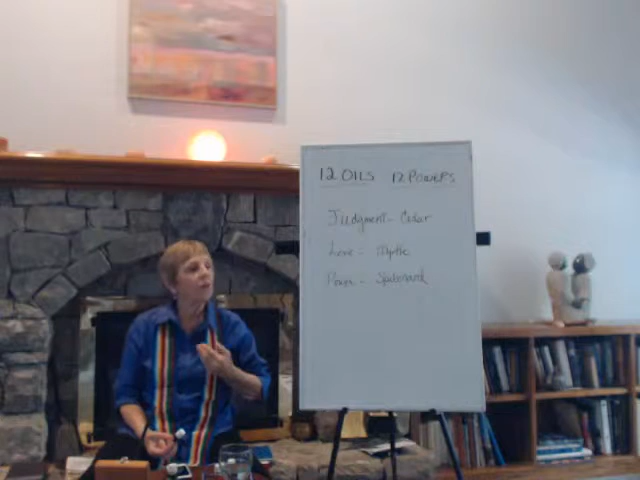 12 OILS 12 POWERS
Judgment - Cedar
Love - Myrtle
Power - Spikenard